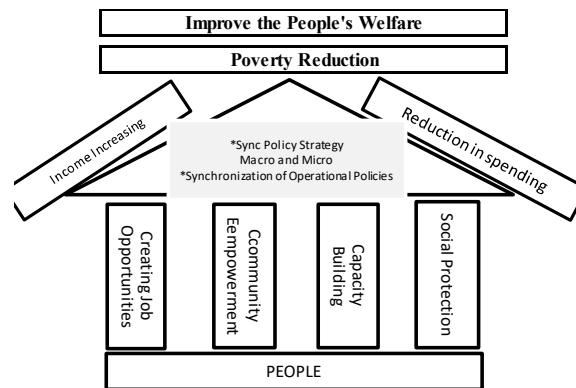 Improve the People's Welfare
Poverty Reduction
Income Increasing
Reduction in spending
*Sync Policy Strategy
Macro and Micro
*Synchronization of Operational Policies
Creating Job
Opportunities
Ccommunity
Eempowerment
Capacity
Building
Social Protection
PEOPLE